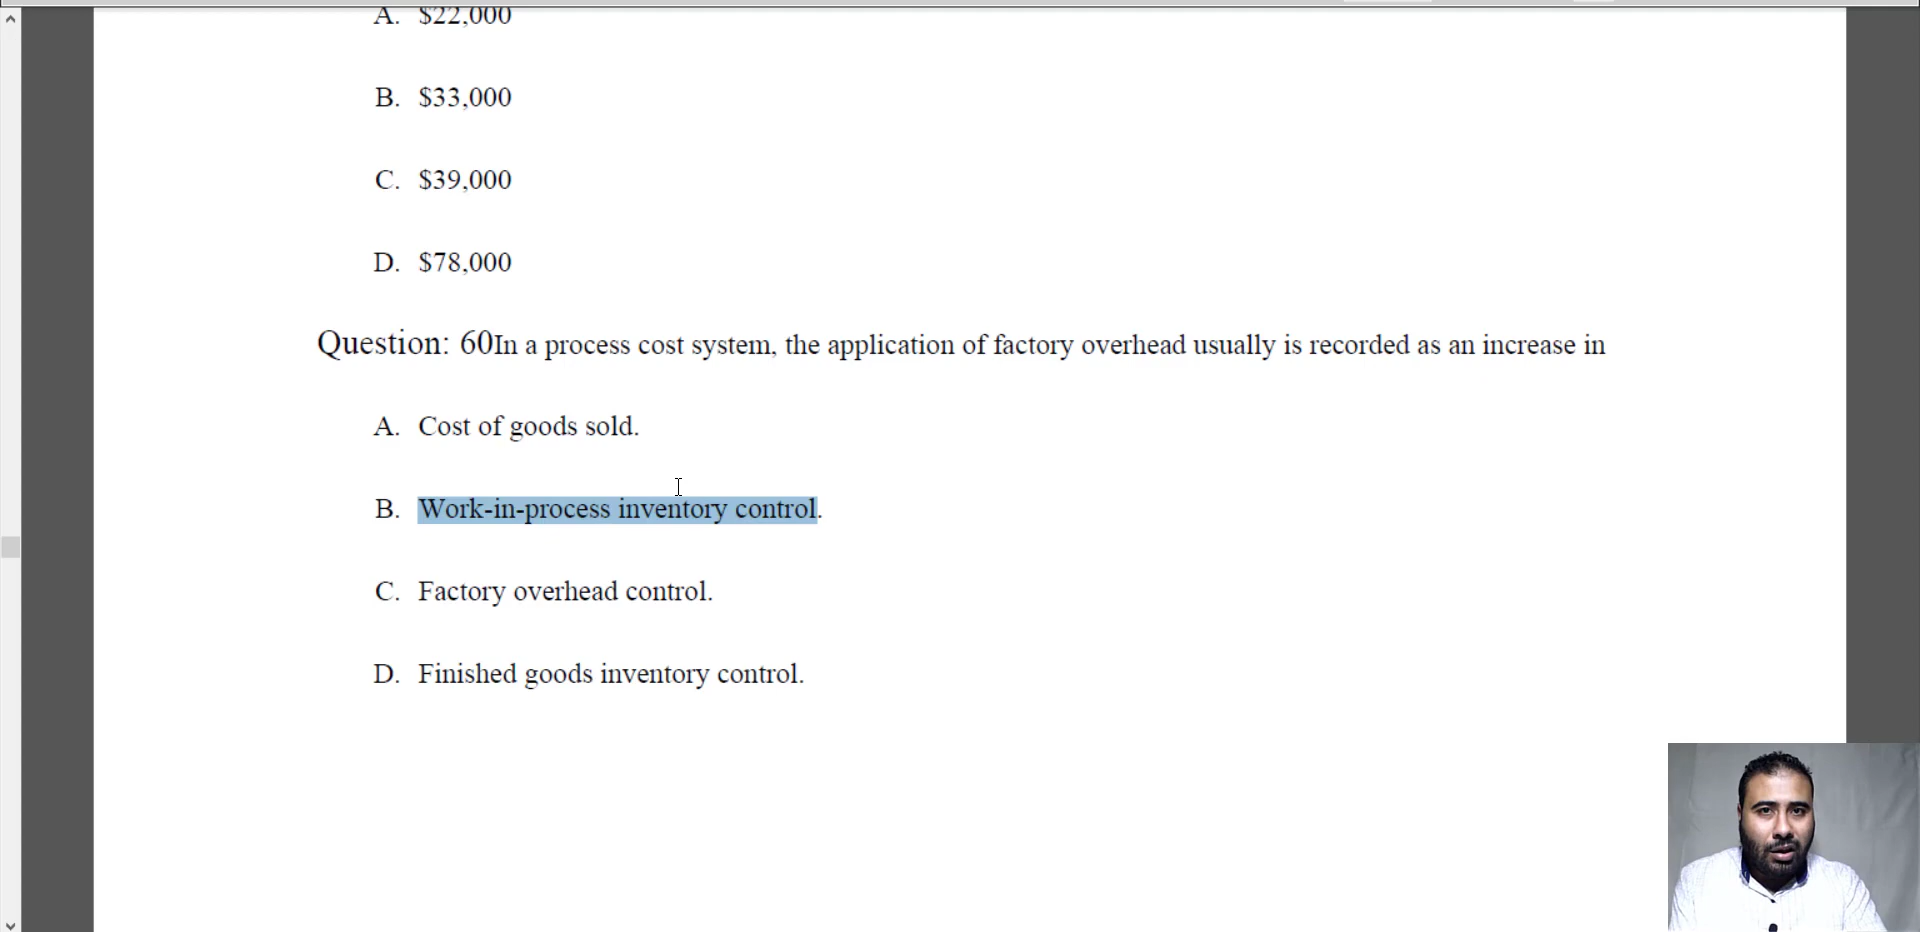 A. $22,000
B. $33,000
C. $39,000
D. $78,000
Question: 60In a process cost system, the application of factory overhead usually is recorded as an increase in
A. Cost of goods sold.
B. Work-in-process inventory control.
C. Factory overhead control.
D. Finished goods inventory control.